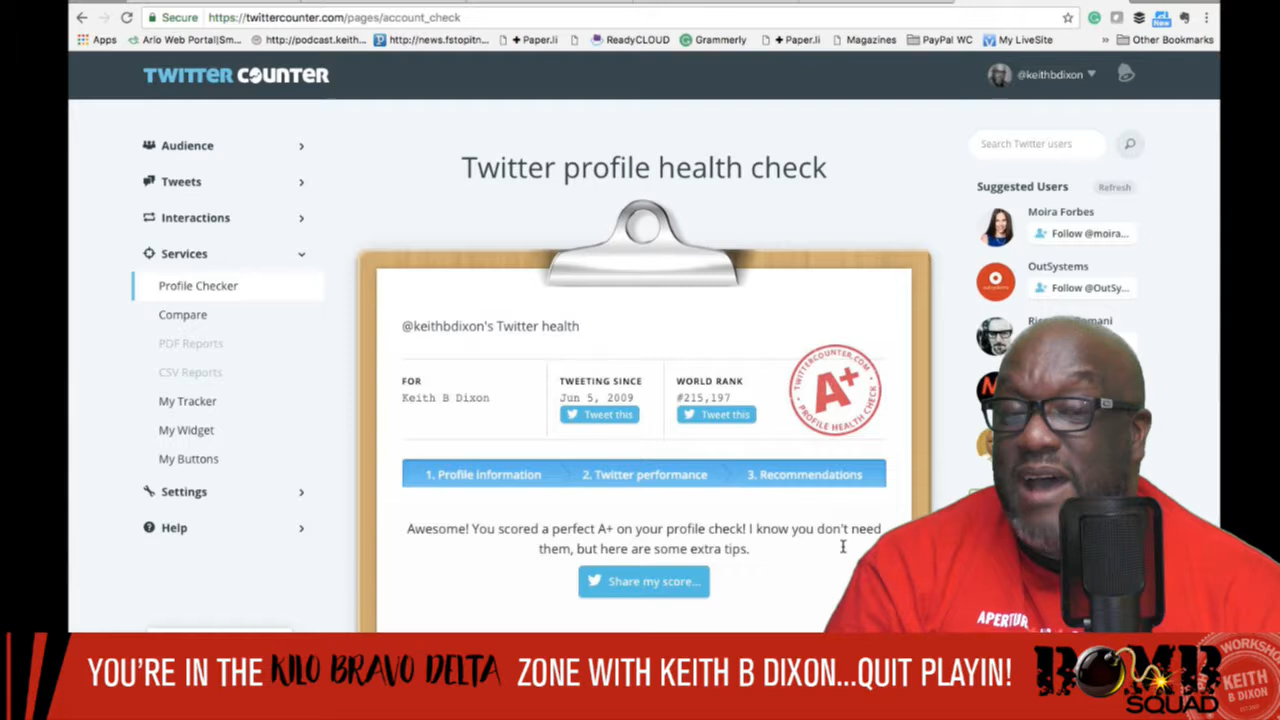 Secure https://twittercounter.com/pages/account_check
Apps Arlo Web Portal|Sm... http://podcast.keith... http://news.fstopitn... + Paper.li ReadyCLOUD Grammerly + Paper.li Magazines PayPal WC My LiveSite » Other Bookmarks
New
TWITTER COUNTER
@keithbdixon
Audience
Tweets
Interactions
Services
Profile Checker
Compare
PDF Reports
CSV Reports
My Tracker
My Widget
My Buttons
Settings
Help
Twitter profile health check
@keithbdixon's Twitter health
FOR
Keith B Dixon
TWEETING SINCE
Jun 5, 2009
Tweet this
WORLD RANK
#215,197
Tweet this
TWITTERCOUNTER.COM
A+
PROFILE HEALTH CHECK
1. Profile information 2. Twitter performance 3. Recommendations
Awesome! You scored a perfect A+ on your profile check! I know you don't need
them, but here are some extra tips.
Share my score...
Search Twitter users
Suggested Users Refresh
Moira Forbes
Follow @moira...
OutSystems
Follow @OutSy...
APERTUR
YOU'RE IN THE KILO BRAVO DELTA ZONE WITH KEITH B DIXON...QUIT PLAYIN!
BOMB
SQUAD
WORKSHO
KEITH
B DIXON